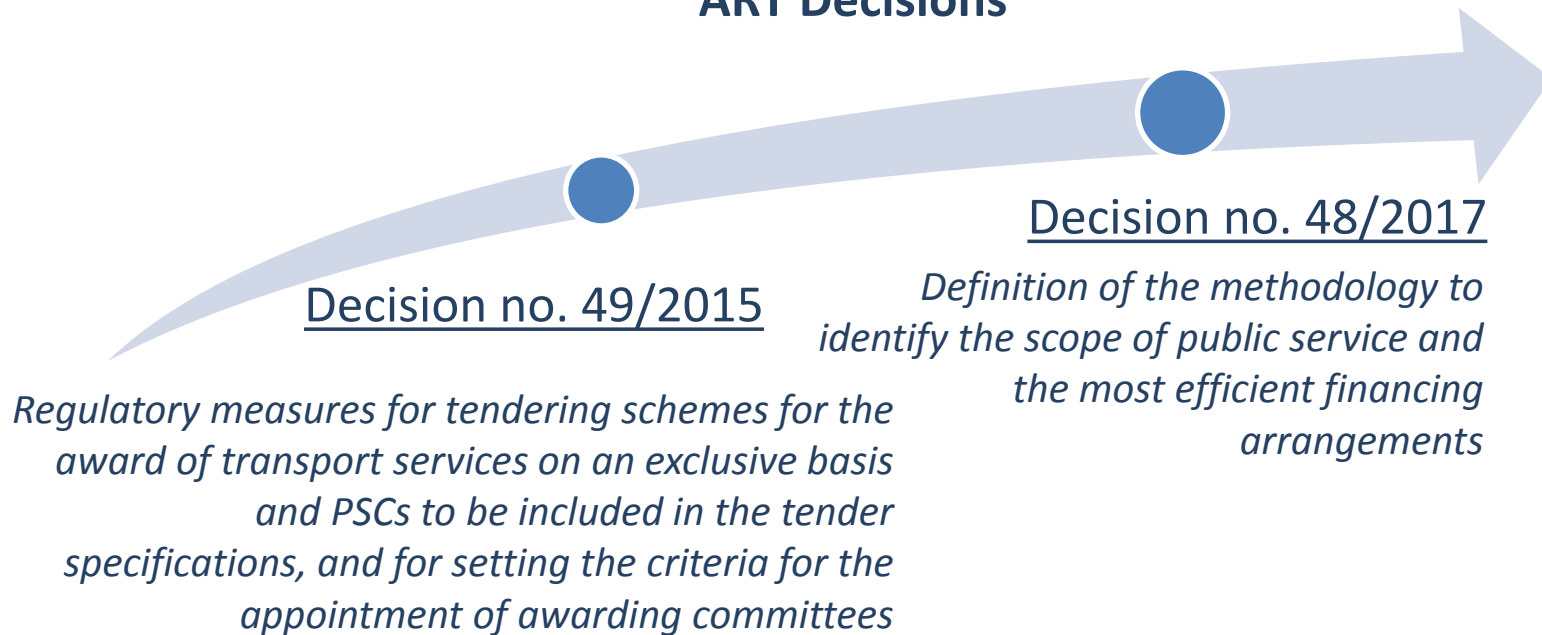 ART Decisions
Decision no. 49/2015
Regulatory measures for tendering schemes for the
award of transport services on an exclusive basis
and PSCs to be included in the tender
specifications, and for setting the criteria for the
appointment of awarding committees
Decision no. 48/2017
Definition of the methodology to
identify the scope of public service and
the most efficient financing
arrangements